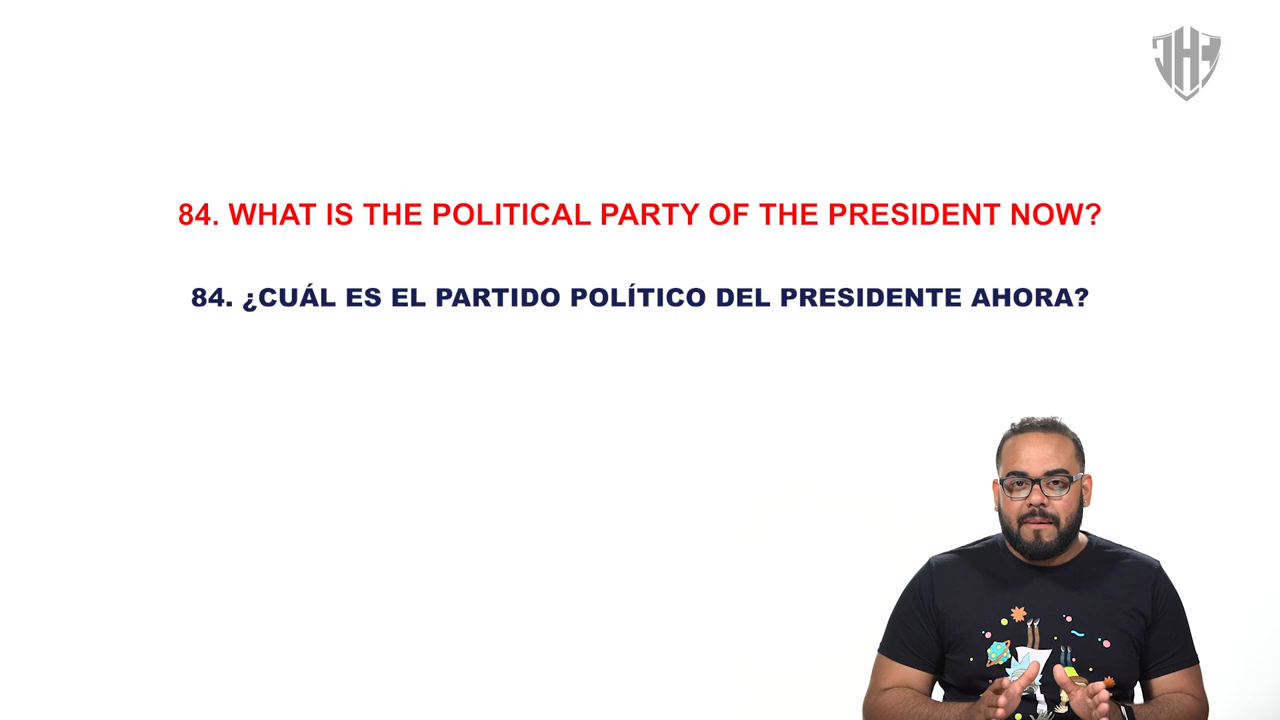 JHF
84. WHAT IS THE POLITICAL PARTY OF THE PRESIDENT NOW?
84. ¿CUÁL ES EL PARTIDO POLÍTICO DEL PRESIDENTE AHORA?